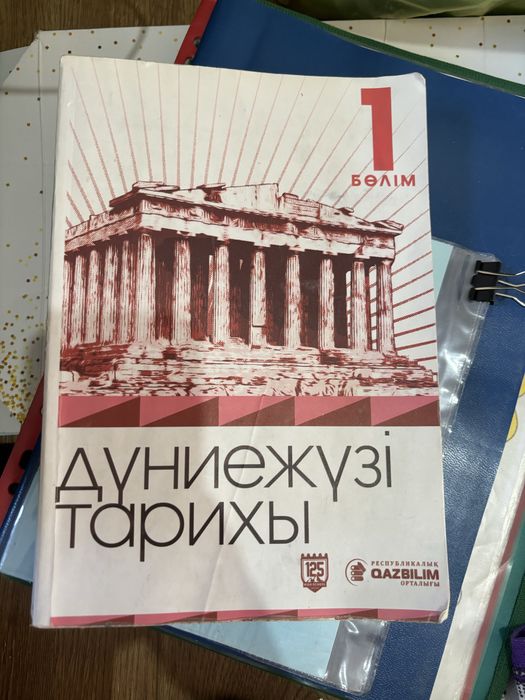 1
БӨЛІМ
дүниежүзі
тарихы
125
РЕСПУБЛИКАЛЫҚ
QAZBILIM
ОРТАЛЫҒЫ